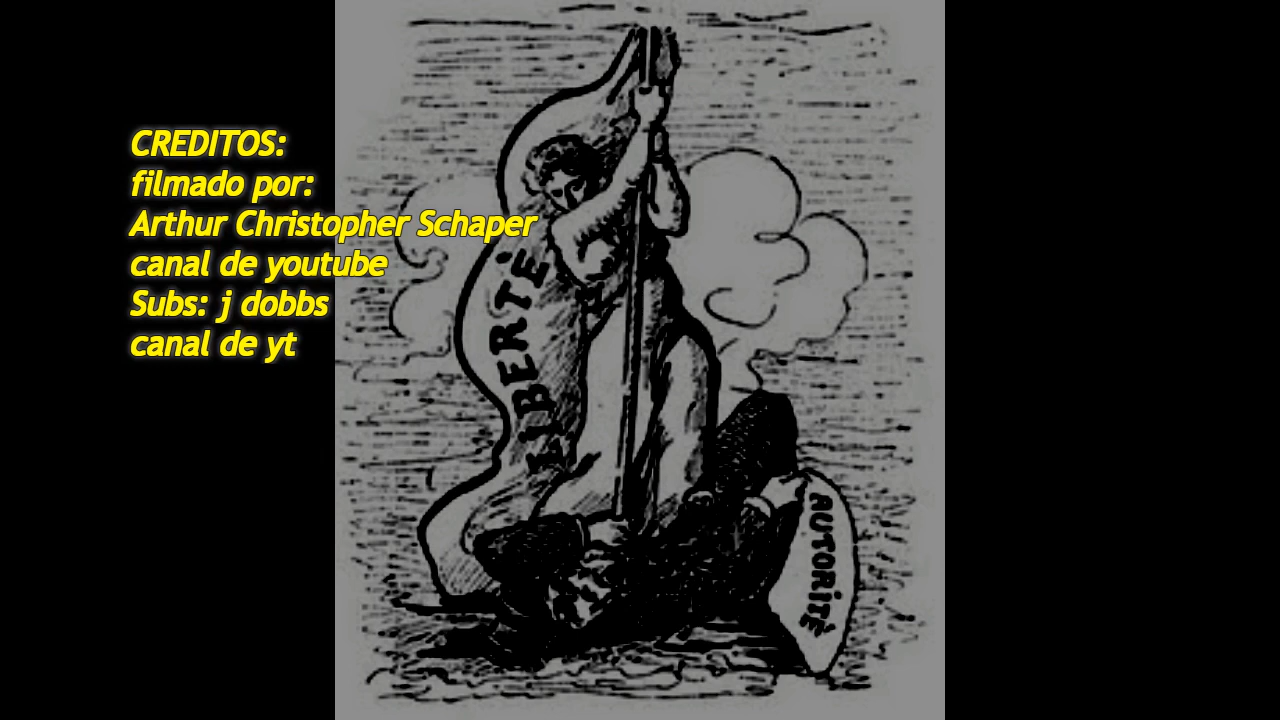 CREDITOS:
filmado por:
Arthur Christopher Schaper
canal de youtube
Subs: j dobbs
canal de yt
LIBERTÉ
AUTORITÉ